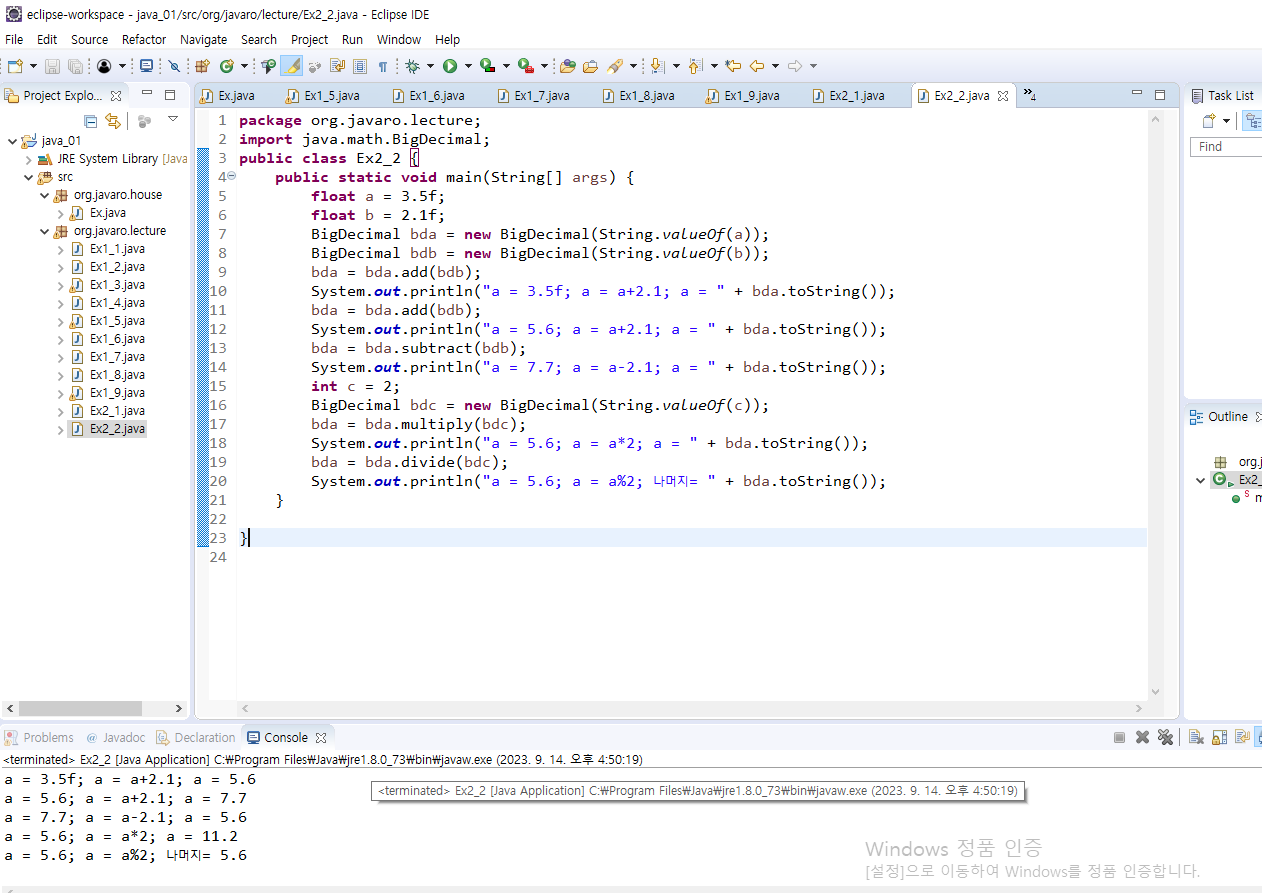 eclipse-workspace - java_01/src/org/javaro/lecture/Ex2_2.java - Eclipse IDE
File Edit Source Refactor Navigate Search Project Run Window Help
Project Explo...
Ex.java Ex1_5.java Ex1_6.java Ex1_7.java Ex1_8.java Ex1_9.java Ex2_1.java Ex2_2.java »4
Task List
Find
java_01
JRE System Library [Java
src
org.javaro.house
Ex.java
org.javaro.lecture
Ex1_1.java
Ex1_2.java
Ex1_3.java
Ex1_4.java
Ex1_5.java
Ex1_6.java
Ex1_7.java
Ex1_8.java
Ex1_9.java
Ex2_1.java
Ex2_2.java
1 package org.javaro.lecture;
2 import java.math.BigDecimal;
3 public class Ex2_2 {
4 public static void main(String[] args) {
5 float a = 3.5f;
6 float b = 2.1f;
7 BigDecimal bda = new BigDecimal(String.valueOf(a));
8 BigDecimal bdb = new BigDecimal(String.valueOf(b));
9 bda = bda.add(bdb);
10 System.out.println("a = 3.5f; a = a+2.1; a = " + bda.toString());
11 bda = bda.add(bdb);
12 System.out.println("a = 5.6; a = a+2.1; a = " + bda.toString());
13 bda = bda.subtract(bdb);
14 System.out.println("a = 7.7; a = a-2.1; a = " + bda.toString());
15 int c = 2;
16 BigDecimal bdc = new BigDecimal(String.valueOf(c));
17 bda = bda.multiply(bdc);
18 System.out.println("a = 5.6; a = a*2; a = " + bda.toString());
19 bda = bda.divide(bdc);
20 System.out.println("a = 5.6; a = a%2; 나머지= " + bda.toString());
21 }
22
23 }
24
Outline
org.j
Ex2_
m
Problems Javadoc Declaration Console
<terminated> Ex2_2 [Java Application] C:₩Program Files₩Java₩jre1.8.0_73₩bin₩javaw.exe (2023. 9. 14. 오후 4:50:19)
a = 3.5f; a = a+2.1; a = 5.6
a = 5.6; a = a+2.1; a = 7.7
a = 7.7; a = a-2.1; a = 5.6
a = 5.6; a = a*2; a = 11.2
a = 5.6; a = a%2; 나머지= 5.6
<terminated> Ex2_2 [Java Application] C:₩Program Files₩Java₩jre1.8.0_73₩bin₩javaw.exe (2023. 9. 14. 오후 4:50:19)
Windows 정품 인증
[설정]으로 이동하여 Windows를 정품 인증합니다.